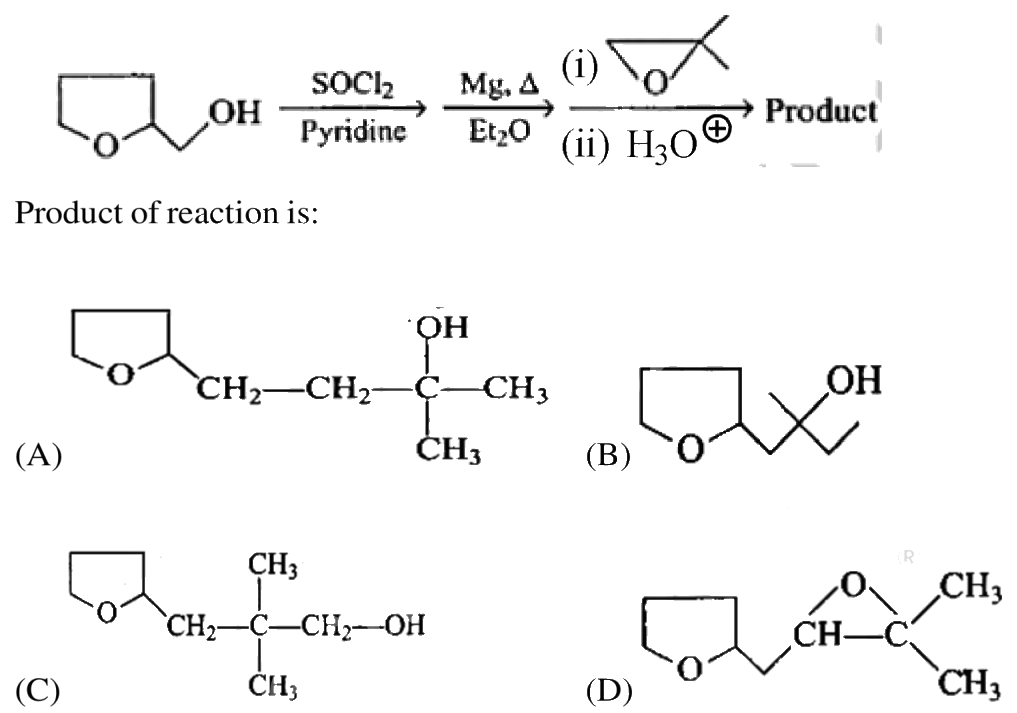 OH
O
SOCl₂
Pyridine
Mg, Δ
Et₂O
(i)
O
(ii) H₃O⊕
Product
Product of reaction is:
(A)
O
CH₂—CH₂—C—CH₃
OH
CH₃
(B)
O
OH
(C)
O
CH₃
CH₂—C—CH₂—OH
CH₃
(D)
O
O
CH—C
CH₃
CH₃
R